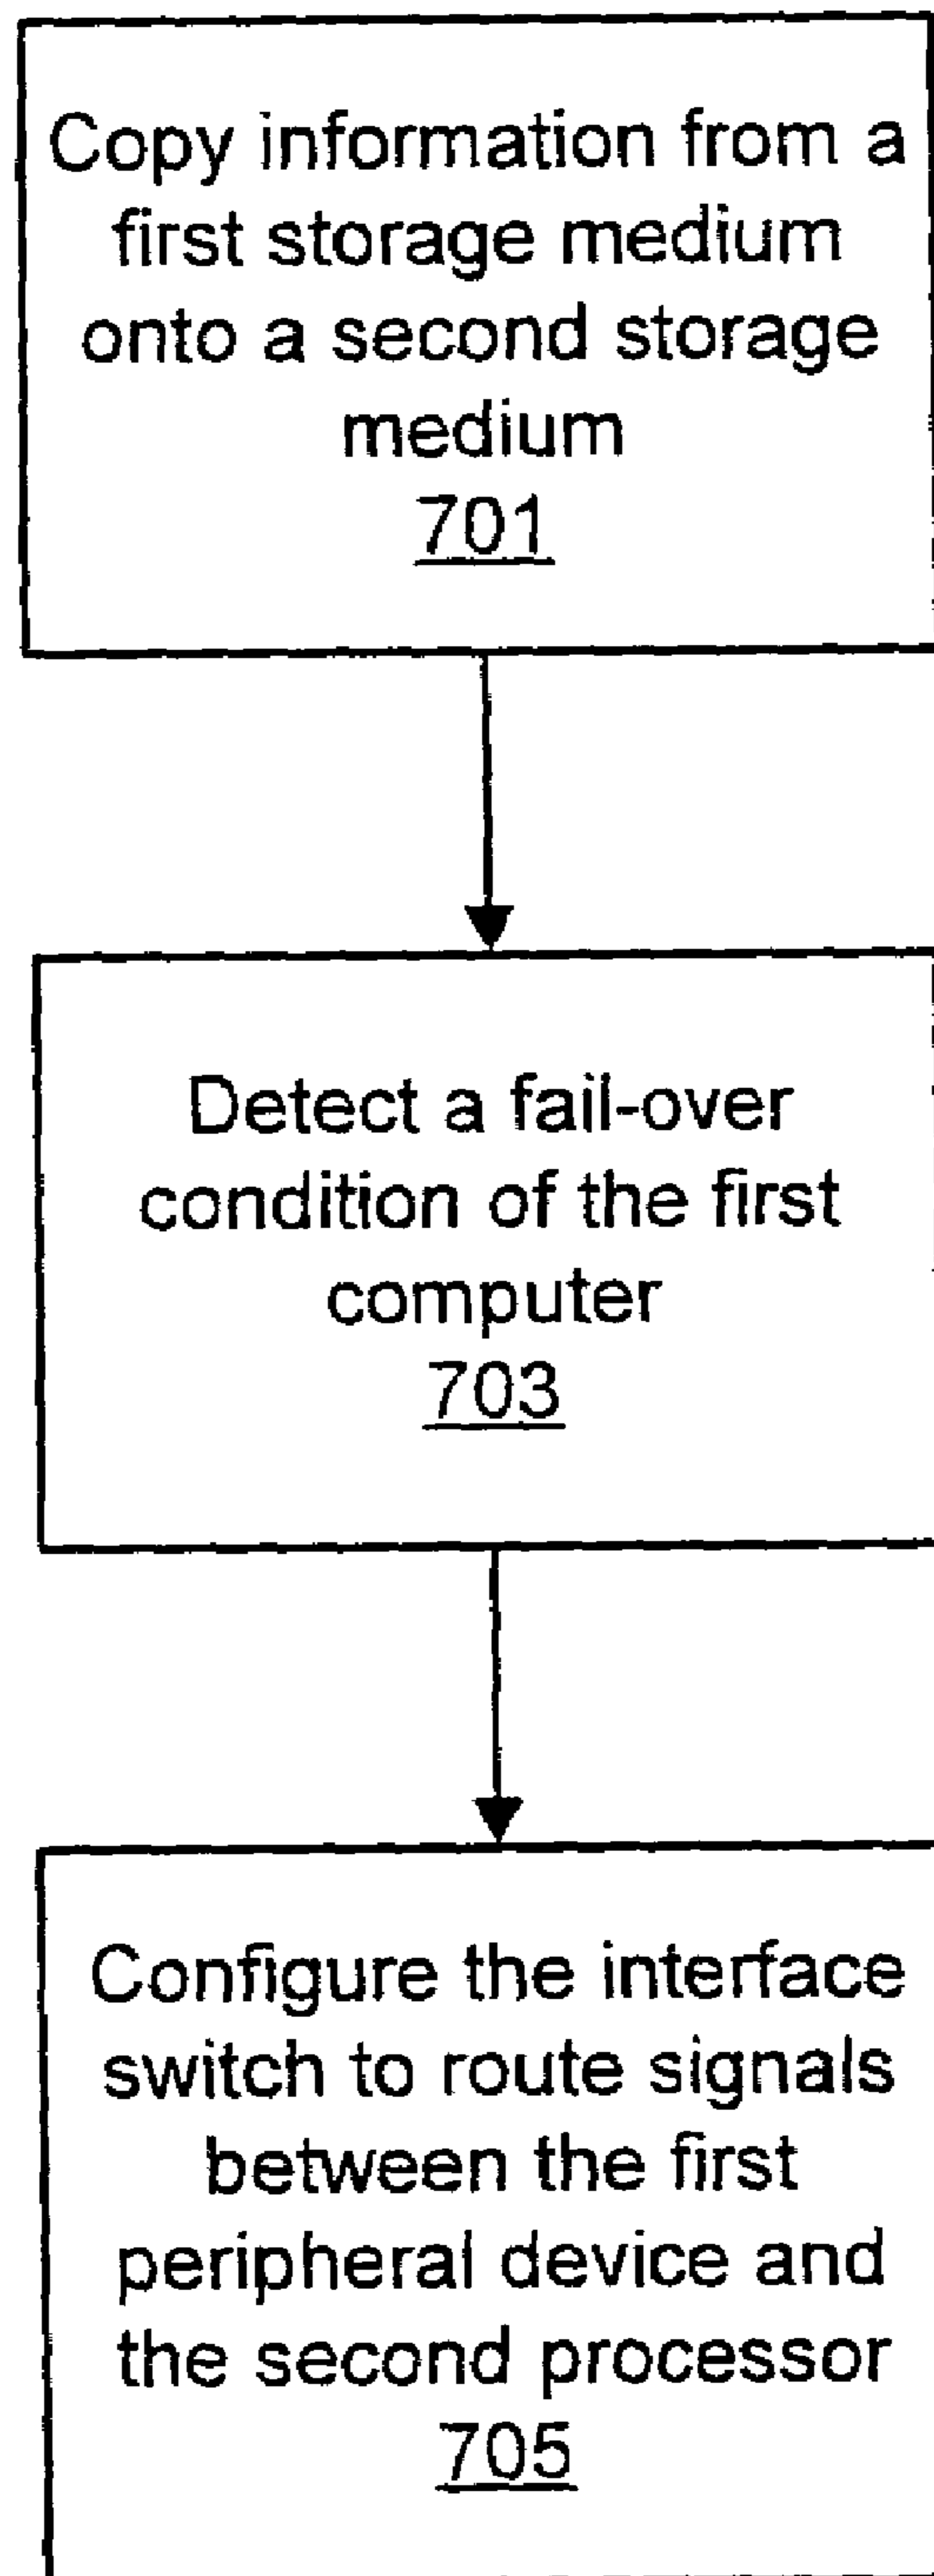 Copy information from a
first storage medium
onto a second storage
medium
701
Detect a fail-over
condition of the first
computer
703
Configure the interface
switch to route signals
between the first
peripheral device and
the second processor
705